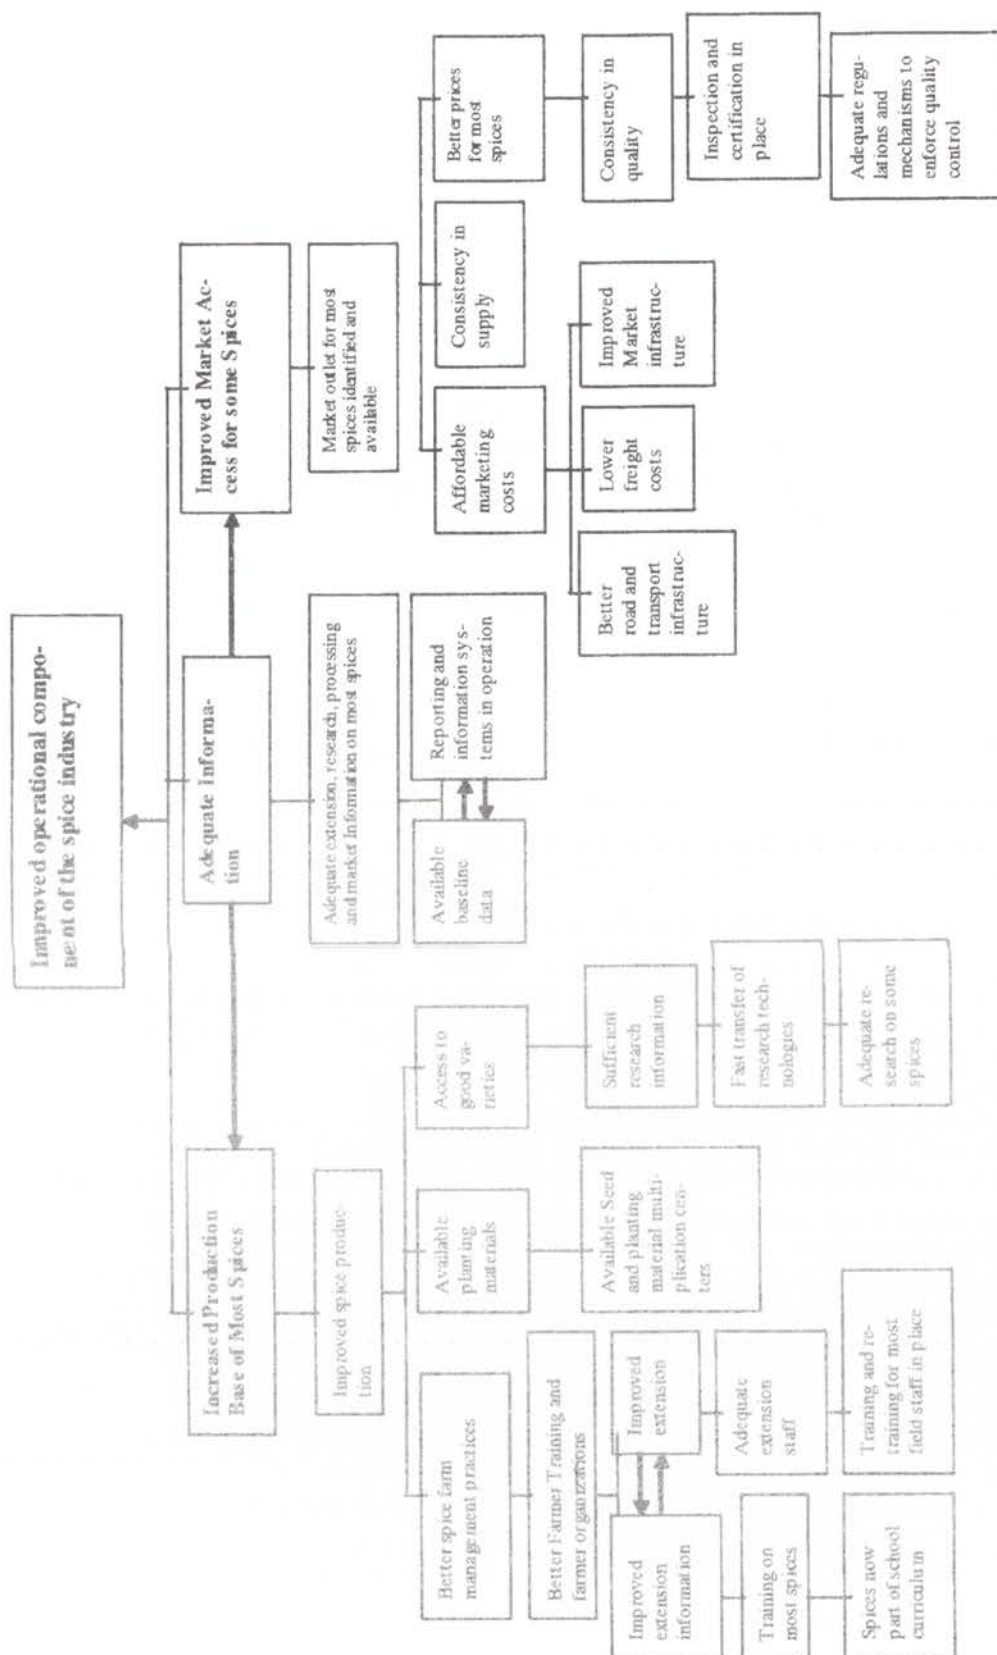 Improved operational compo-
nent of the spice industry
Increased Production
Base of Most Spices
Adequate Informa-
tion
Improved Market Ac-
cess for some Spices
Improved spice produc-
tion
Adequate extension, research, processing
and market Information on most spices
Market outlet for most
spices identified and
available
Better spice farm
management practices
Available
planting
materials
Access to
good va-
rieties
Available
baseline
data
Reporting and
information sys-
tems in operation
Affordable
marketing
costs
Consistency in
supply
Better prices
for most
spices
Better Farmer Training and
farmer organizations
Available Seed
and planting
material multi-
plication cen-
ters
Sufficient
research
information
Better
road and
transport
infrastruc-
ture
Lower
freight
costs
Improved
Market
infrastruc-
ture
Consistency in
quality
Improved
extension
information
Improved
extension
Fast transfer of
research tech-
nologies
Inspection and
certification in
place
Training on
most spices
Adequate
extension
staff
Adequate re-
search on some
spices
Adequate regu-
lations and
mechanisms to
enforce quality
control
Spices now
part of school
curriculum
Training and re-
training for most
field staff in place